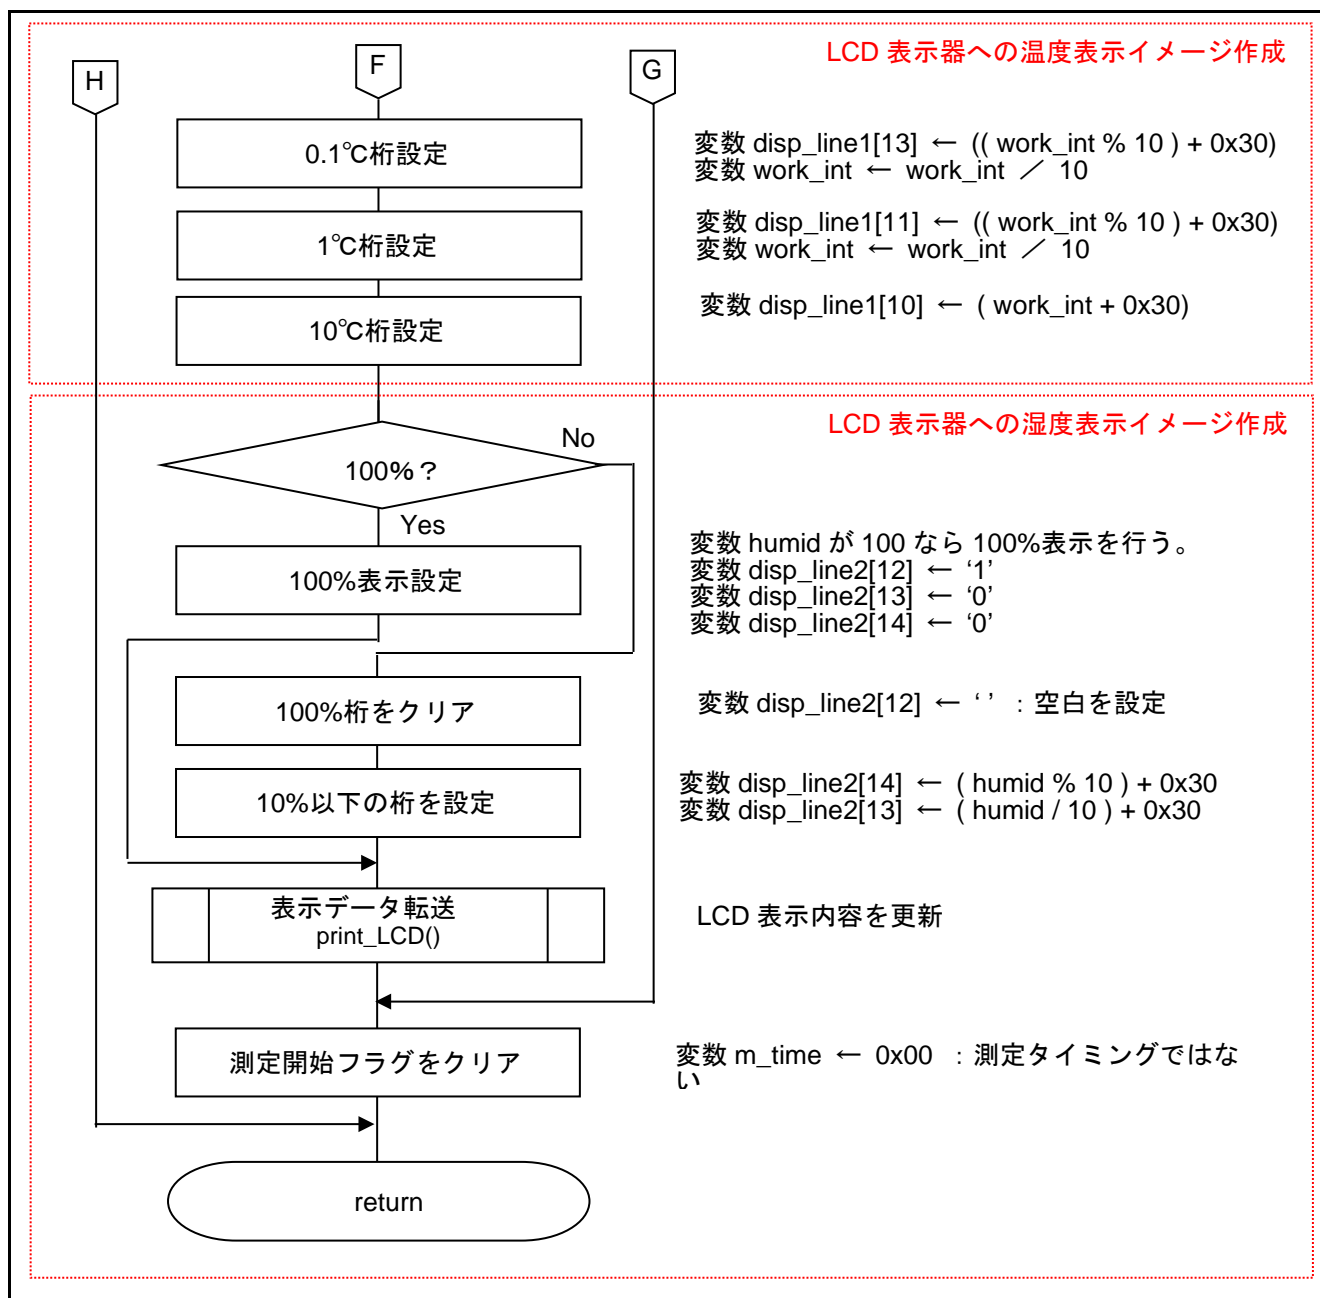 LCD 表示器への温度表示イメージ作成
H
F
G
0.1℃桁設定
変数 disp_line1[13] ← (( work_int % 10 ) + 0x30)
変数 work_int ← work_int ／ 10
1℃桁設定
変数 disp_line1[11] ← (( work_int % 10 ) + 0x30)
変数 work_int ← work_int ／ 10
10℃桁設定
変数 disp_line1[10] ← ( work_int + 0x30)
LCD 表示器への湿度表示イメージ作成
100%？
No
Yes
100%表示設定
変数 humid が 100 なら 100%表示を行う。
変数 disp_line2[12] ← ‘1’
変数 disp_line2[13] ← ‘0’
変数 disp_line2[14] ← ‘0’
100%桁をクリア
変数 disp_line2[12] ← ‘ ’ ：空白を設定
10%以下の桁を設定
変数 disp_line2[14] ← ( humid % 10 ) + 0x30
変数 disp_line2[13] ← ( humid / 10 ) + 0x30
表示データ転送
print_LCD()
LCD 表示内容を更新
測定開始フラグをクリア
変数 m_time ← 0x00 ：測定タイミングではな
い
return